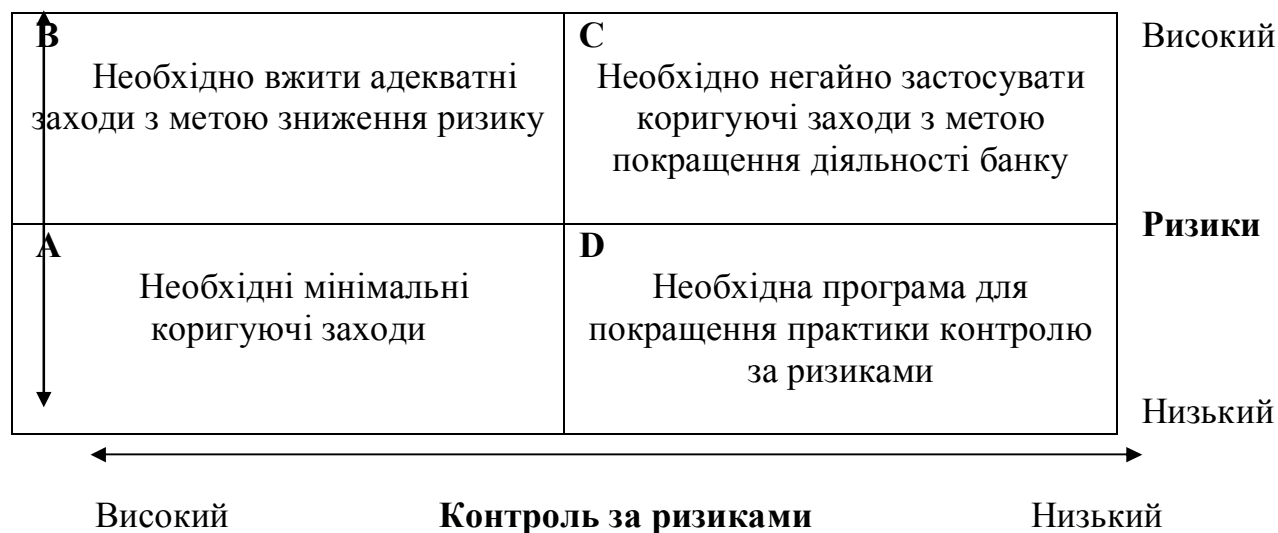 B
Необхідно вжити адекватні
заходи з метою зниження ризику
C
Необхідно негайно застосувати
коригуючі заходи з метою
покращення діяльності банку
Високий
Ризики
A
Необхідні мінімальні
коригуючі заходи
D
Необхідна програма для
покращення практики контролю
за ризиками
Низький
Високий
Контроль за ризиками
Низький